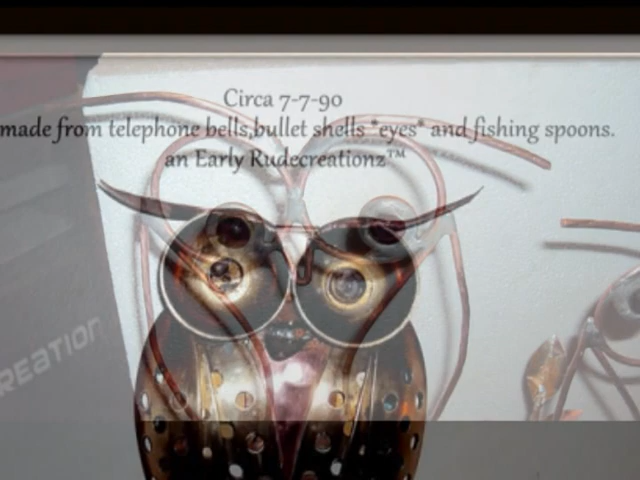 Circa 7-7-90
made from telephone bells,bullet shells *eyes* and fishing spoons.
an Early Rudecreationz™
REATION